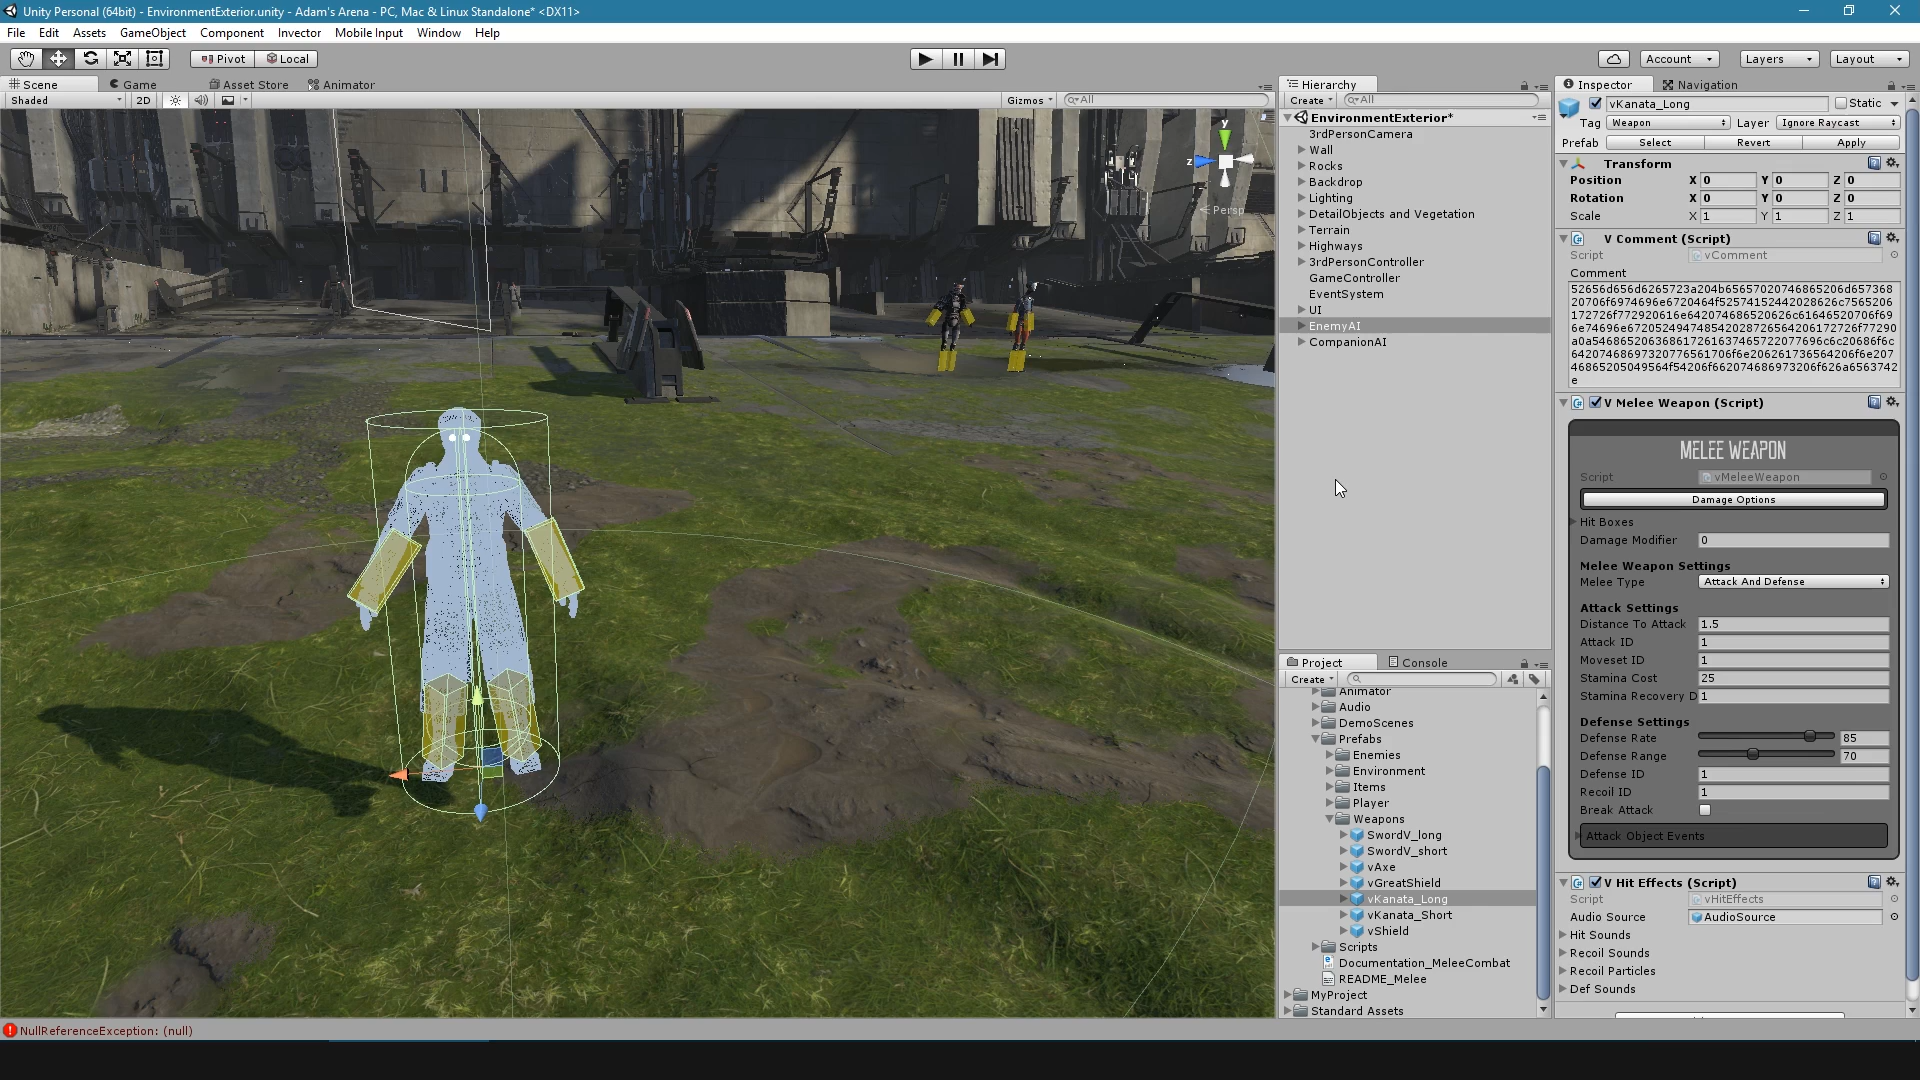 Unity Personal (64bit) - EnvironmentExterior.unity - Adam's Arena - PC, Mac & Linux Standalone* <DX11>
File Edit Assets GameObject Component Invector Mobile Input Window Help
Pivot Local
Account Layers Layout
Scene Game Asset Store Animator
Shaded 2D Gizmos All
y
z
Persp
Hierarchy
Create All
EnvironmentExterior*
3rdPersonCamera
Wall
Rocks
Backdrop
Lighting
DetailObjects and Vegetation
Terrain
Highways
3rdPersonController
GameController
EventSystem
UI
EnemyAI
CompanionAI
Project Console
Create
Animator
Audio
DemoScenes
Prefabs
Enemies
Environment
Items
Player
Weapons
SwordV_long
SwordV_short
vAxe
vGreatShield
vKanata_Long
vKanata_Short
vShield
Scripts
Documentation_MeleeCombat
README_Melee
MyProject
Standard Assets
Inspector Navigation
vKanata_Long Static
Tag Weapon Layer Ignore Raycast
Prefab Select Revert Apply
Transform
Position X 0 Y 0 Z 0
Rotation X 0 Y 0 Z 0
Scale X 1 Y 1 Z 1
V Comment (Script)
Script vComment
Comment
V Melee Weapon (Script)
MELEE WEAPON
Script vMeleeWeapon
Damage Options
Hit Boxes
Damage Modifier 0
Melee Weapon Settings
Melee Type Attack And Defense
Attack Settings
Distance To Attack 1.5
Attack ID 1
Moveset ID 1
Stamina Cost 25
Stamina Recovery D 1
Defense Settings
Defense Rate 85
Defense Range 70
Defense ID 1
Recoil ID 1
Break Attack
Attack Object Events
V Hit Effects (Script)
Script vHitEffects
Audio Source AudioSource
Hit Sounds
Recoil Sounds
Recoil Particles
Def Sounds
NullReferenceException: (null)